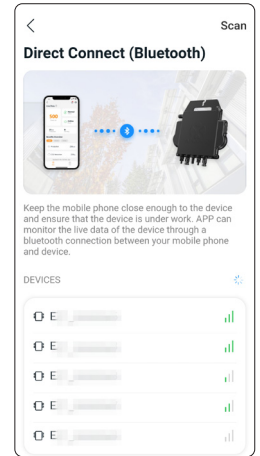 Scan
Direct Connect (Bluetooth)
Keep the mobile phone close enough to the device
and ensure that the device is under work. APP can
monitor the live data of the device through a
bluetooth connection between your mobile phone
and device.
DEVICES
E
E
E
E
E